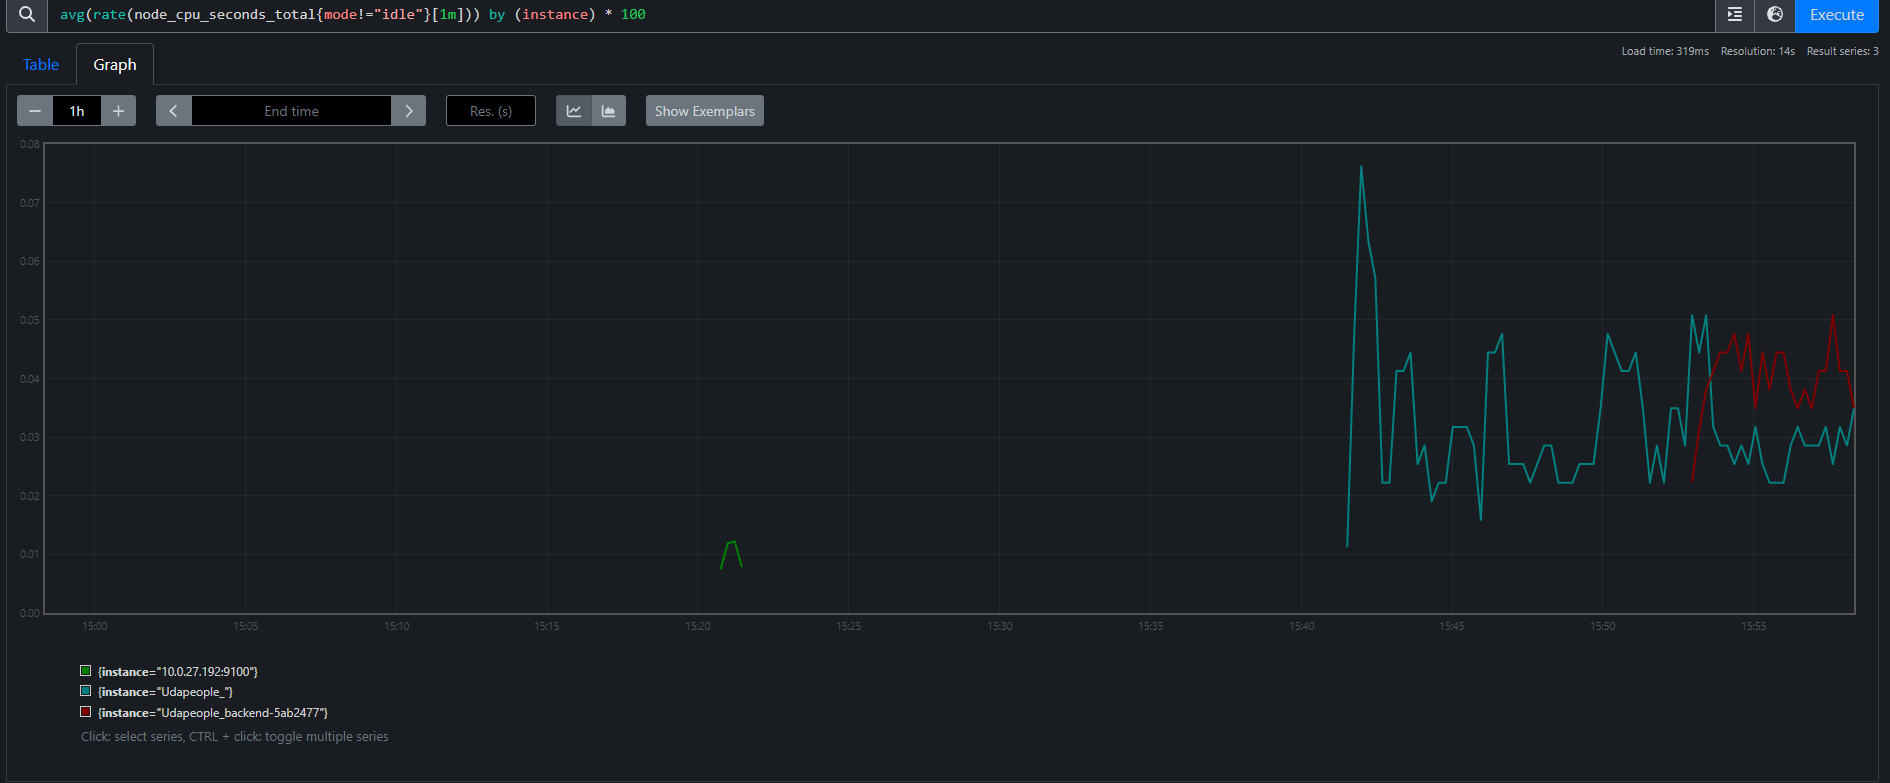 avg(rate(node_cpu_seconds_total{mode!="idle"}[1m])) by (instance) * 100
Execute
Load time: 319ms Resolution: 14s Result series: 3
Table
Graph
1h
End time
Res. (s)
Show Exemplars
0.08
0.07
0.06
0.05
0.04
0.03
0.02
0.01
0.00
15:00 15:05 15:10 15:15 15:20 15:25 15:30 15:35 15:40 15:45 15:50 15:55
{instance="10.0.27.192:9100"}
{instance="Udapeople_"}
{instance="Udapeople_backend-5ab2477"}
Click: select series, CTRL + click: toggle multiple series